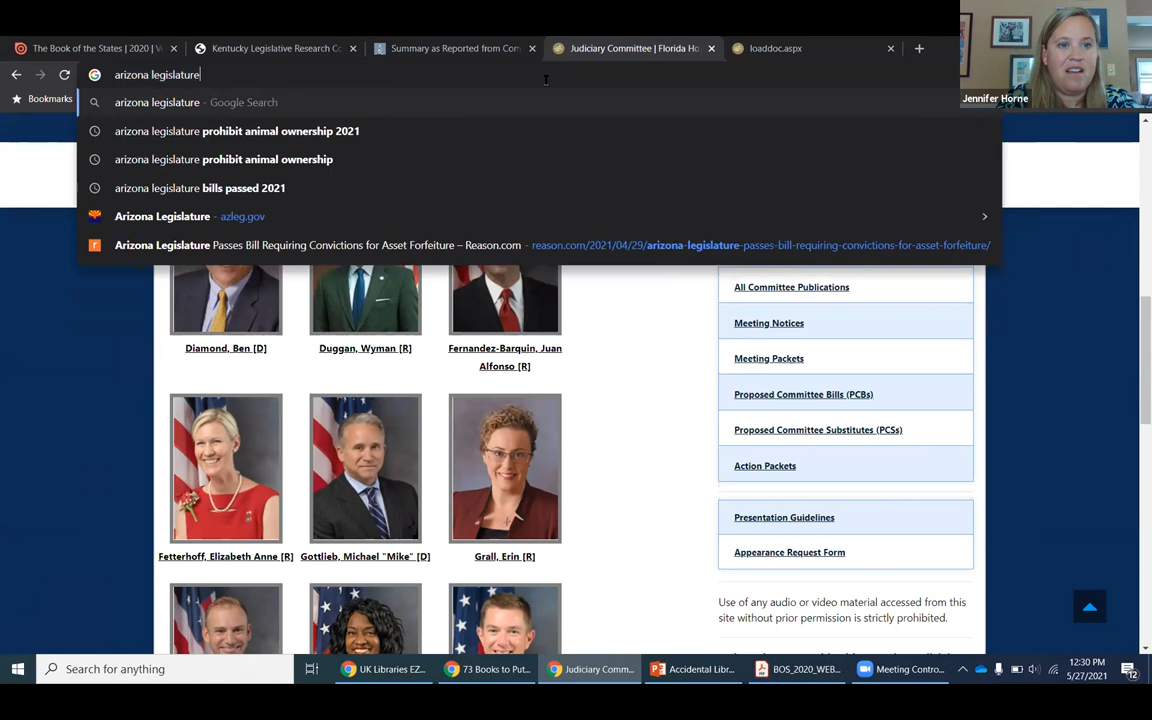 The Book of the States | 2020 | V
Kentucky Legislative Research C
Summary as Reported from Com
Judiciary Committee | Florida Ho
loaddoc.aspx
arizona legislature
Bookmarks
arizona legislature - Google Search
arizona legislature prohibit animal ownership 2021
arizona legislature prohibit animal ownership
arizona legislature bills passed 2021
Arizona Legislature - azleg.gov
Arizona Legislature Passes Bill Requiring Convictions for Asset Forfeiture – Reason.com - reason.com/2021/04/29/arizona-legislature-passes-bill-requiring-convictions-for-asset-forfeiture/
Jennifer Horne
Diamond, Ben [D]
Duggan, Wyman [R]
Fernandez-Barquin, Juan
Alfonso [R]
Fetterhoff, Elizabeth Anne [R]
Gottlieb, Michael "Mike" [D]
Grall, Erin [R]
All Committee Publications
Meeting Notices
Meeting Packets
Proposed Committee Bills (PCBs)
Proposed Committee Substitutes (PCSs)
Action Packets
Presentation Guidelines
Appearance Request Form
Use of any audio or video material accessed from this
site without prior permission is strictly prohibited.
Search for anything
UK Libraries EZ...
73 Books to Put...
Judiciary Comm...
Accidental Libr...
BOS_2020_WEB...
Meeting Contro...
12:30 PM
5/27/2021
12